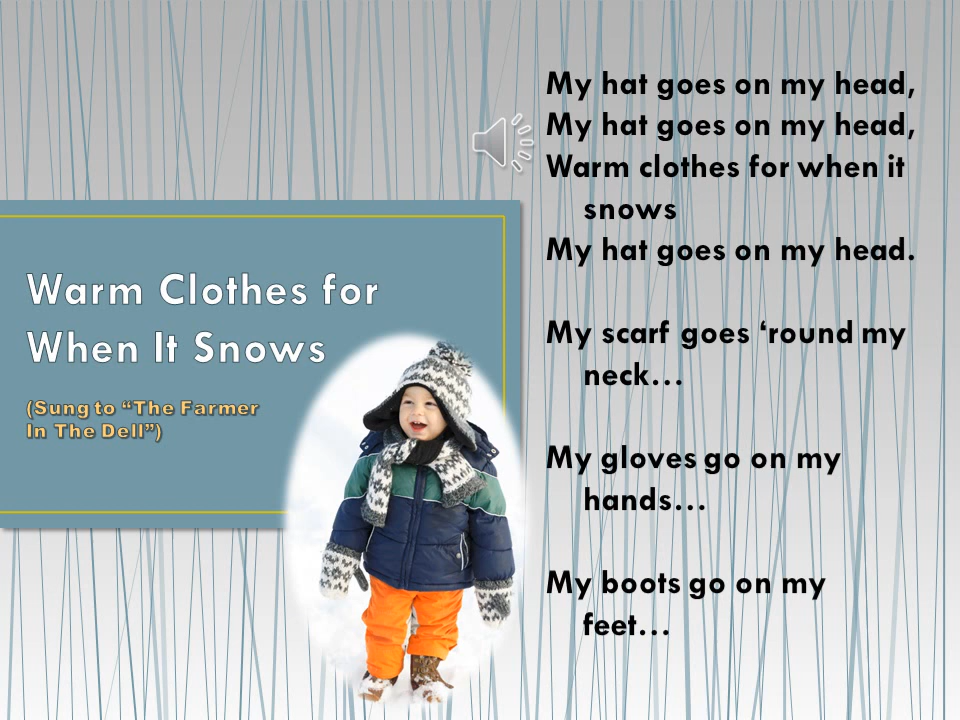 Warm Clothes for
When It Snows
(Sung to “The Farmer
In The Dell”)
My hat goes on my head,
My hat goes on my head,
Warm clothes for when it
snows
My hat goes on my head.
My scarf goes ‘round my
neck…
My gloves go on my
hands…
My boots go on my
feet…